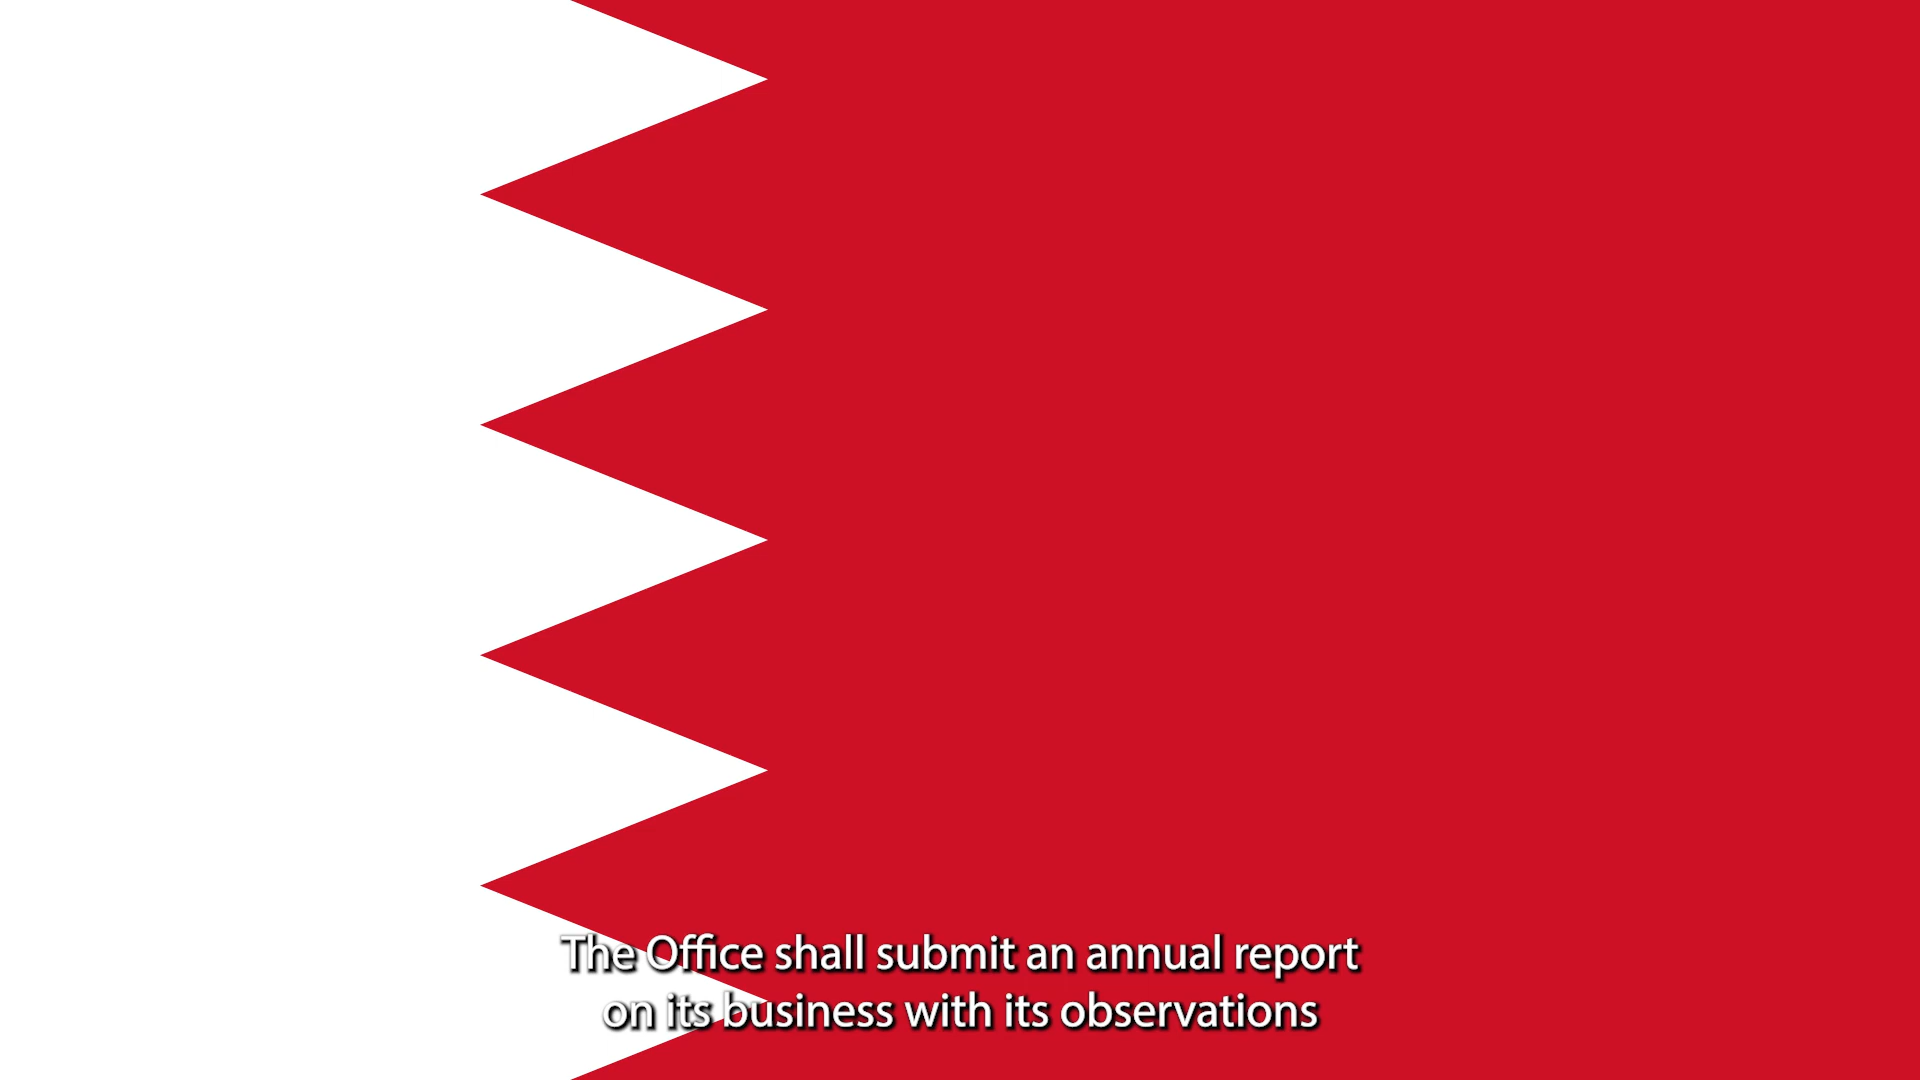 The Office shall submit an annual report
on its business with its observations